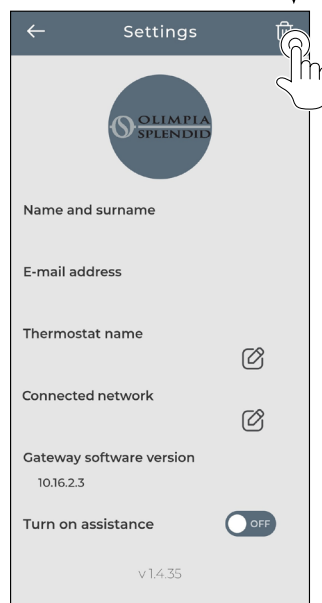 Settings
OLIMPIA
SPLENDID
Name and surname
E-mail address
Thermostat name
Connected network
Gateway software version
10.16.2.3
Turn on assistance
OFF
v 1.4.35